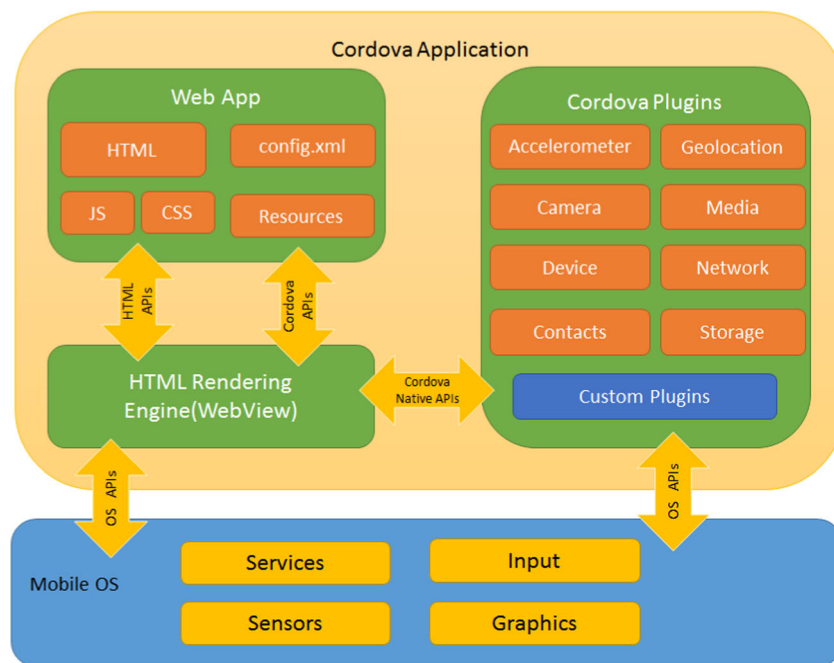 Cordova Application
Web App
HTML
config.xml
JS
CSS
Resources
HTML
APIs
Cordova
APIs
HTML Rendering
Engine(WebView)
Cordova
Native APIs
Cordova Plugins
Accelerometer
Geolocation
Camera
Media
Device
Network
Contacts
Storage
Custom Plugins
OS APIs
OS APIs
Mobile OS
Services
Input
Sensors
Graphics